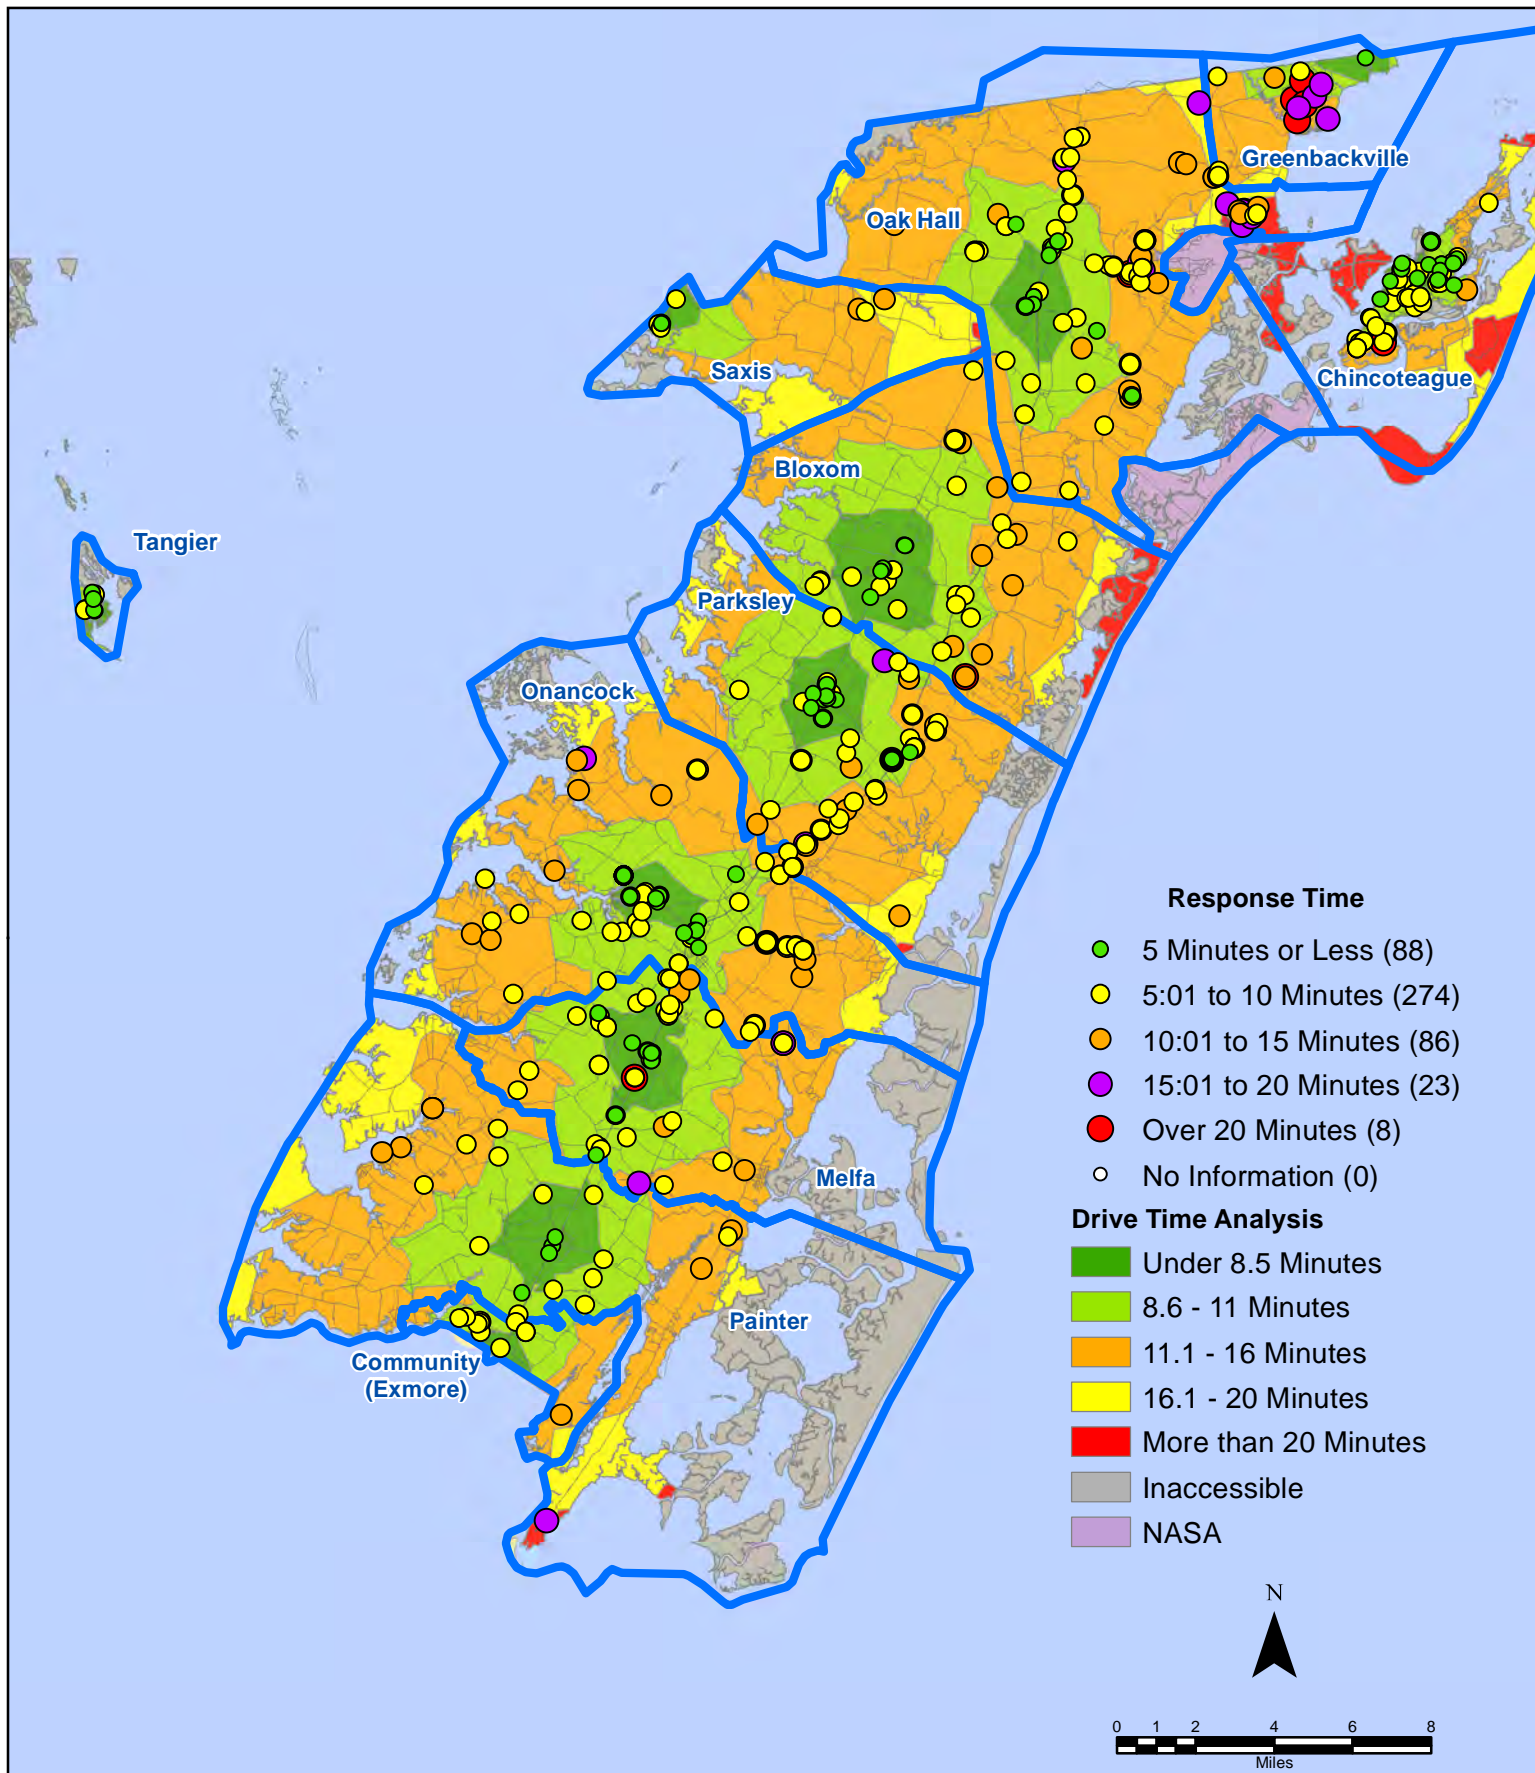 Greenbackville
Oak Hall
Saxis
Chincoteague
Bloxom
Tangier
Parksley
Onancock
Response Time
5 Minutes or Less (88)
5:01 to 10 Minutes (274)
10:01 to 15 Minutes (86)
15:01 to 20 Minutes (23)
Over 20 Minutes (8)
No Information (0)
Melfa
Drive Time Analysis
Under 8.5 Minutes
8.6 - 11 Minutes
11.1 - 16 Minutes
16.1 - 20 Minutes
More than 20 Minutes
Inaccessible
NASA
Painter
Community
(Exmore)
N
0 1 2 4 6 8
Miles